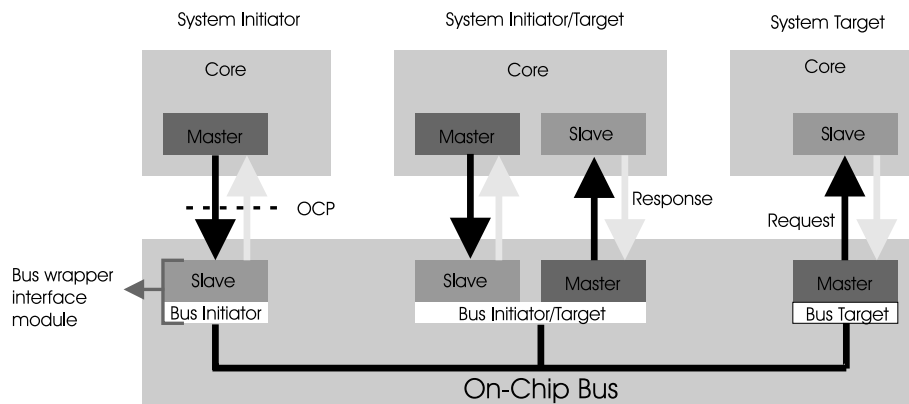 System Initiator
System Initiator/Target
System Target
Core
Core
Core
Master
Master
Slave
Slave
OCP
Response
Request
Bus wrapper
interface
module
Slave
Slave
Master
Master
Bus Initiator
Bus Initiator/Target
Bus Target
On-Chip Bus